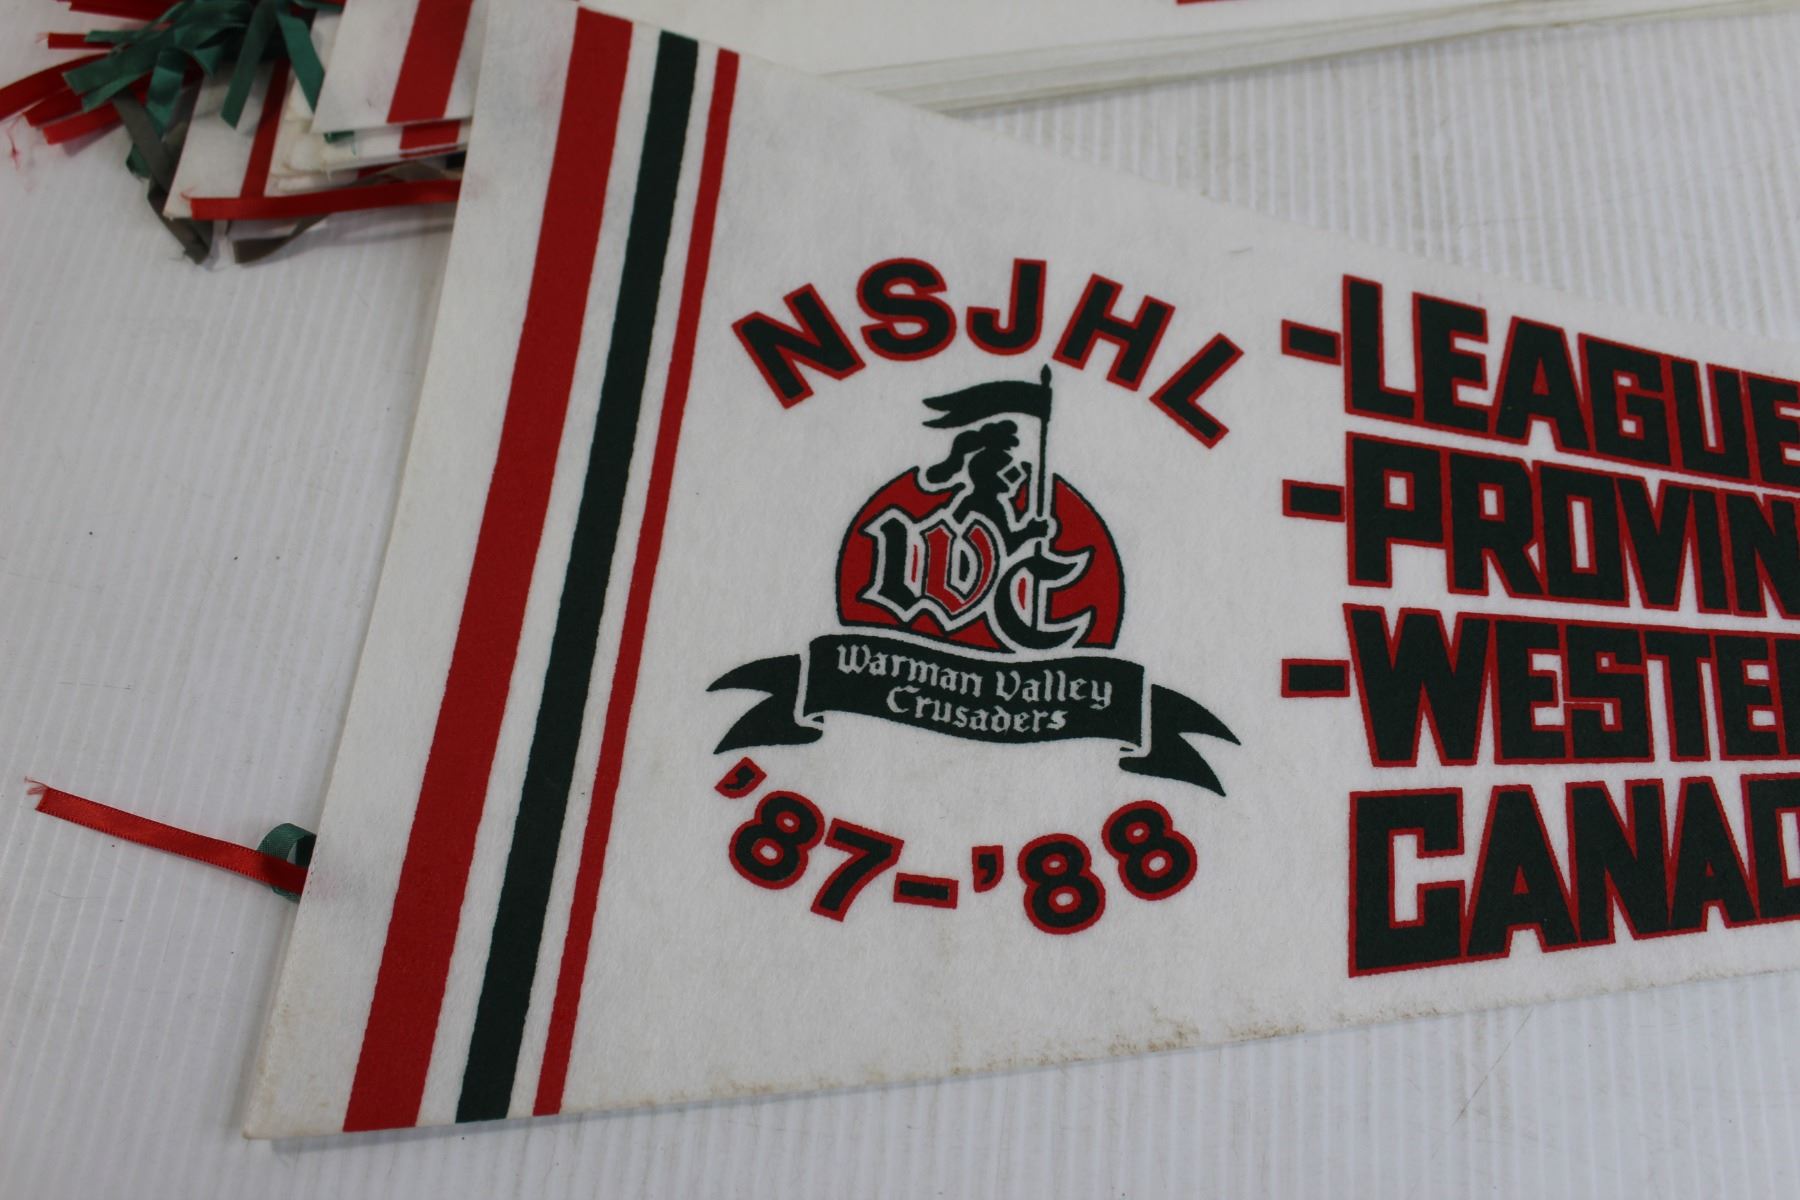 NSJHL
WC
Warman Valley
Crusaders
'87-'88
-LEAGUE
-PROVIN
-WESTE
CANAD